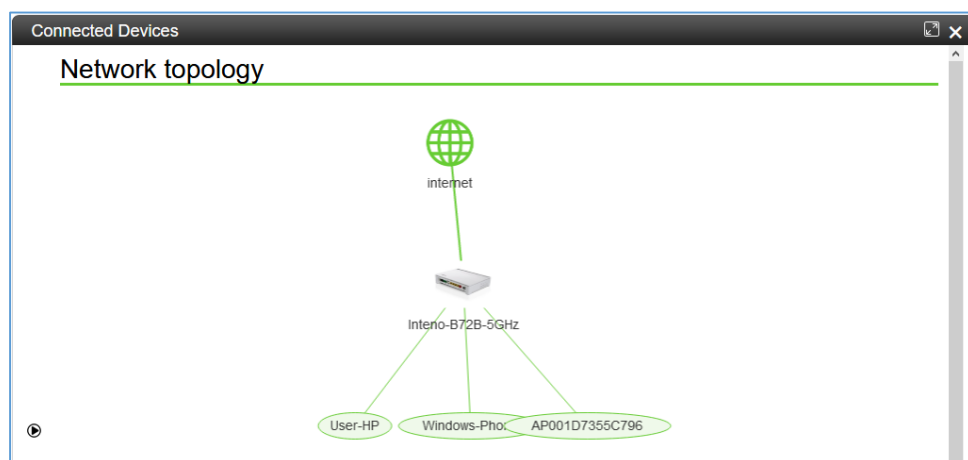 Connected Devices
Network topology
internet
Inteno-B72B-5GHz
User-HP Windows-Pho AP001D7355C796